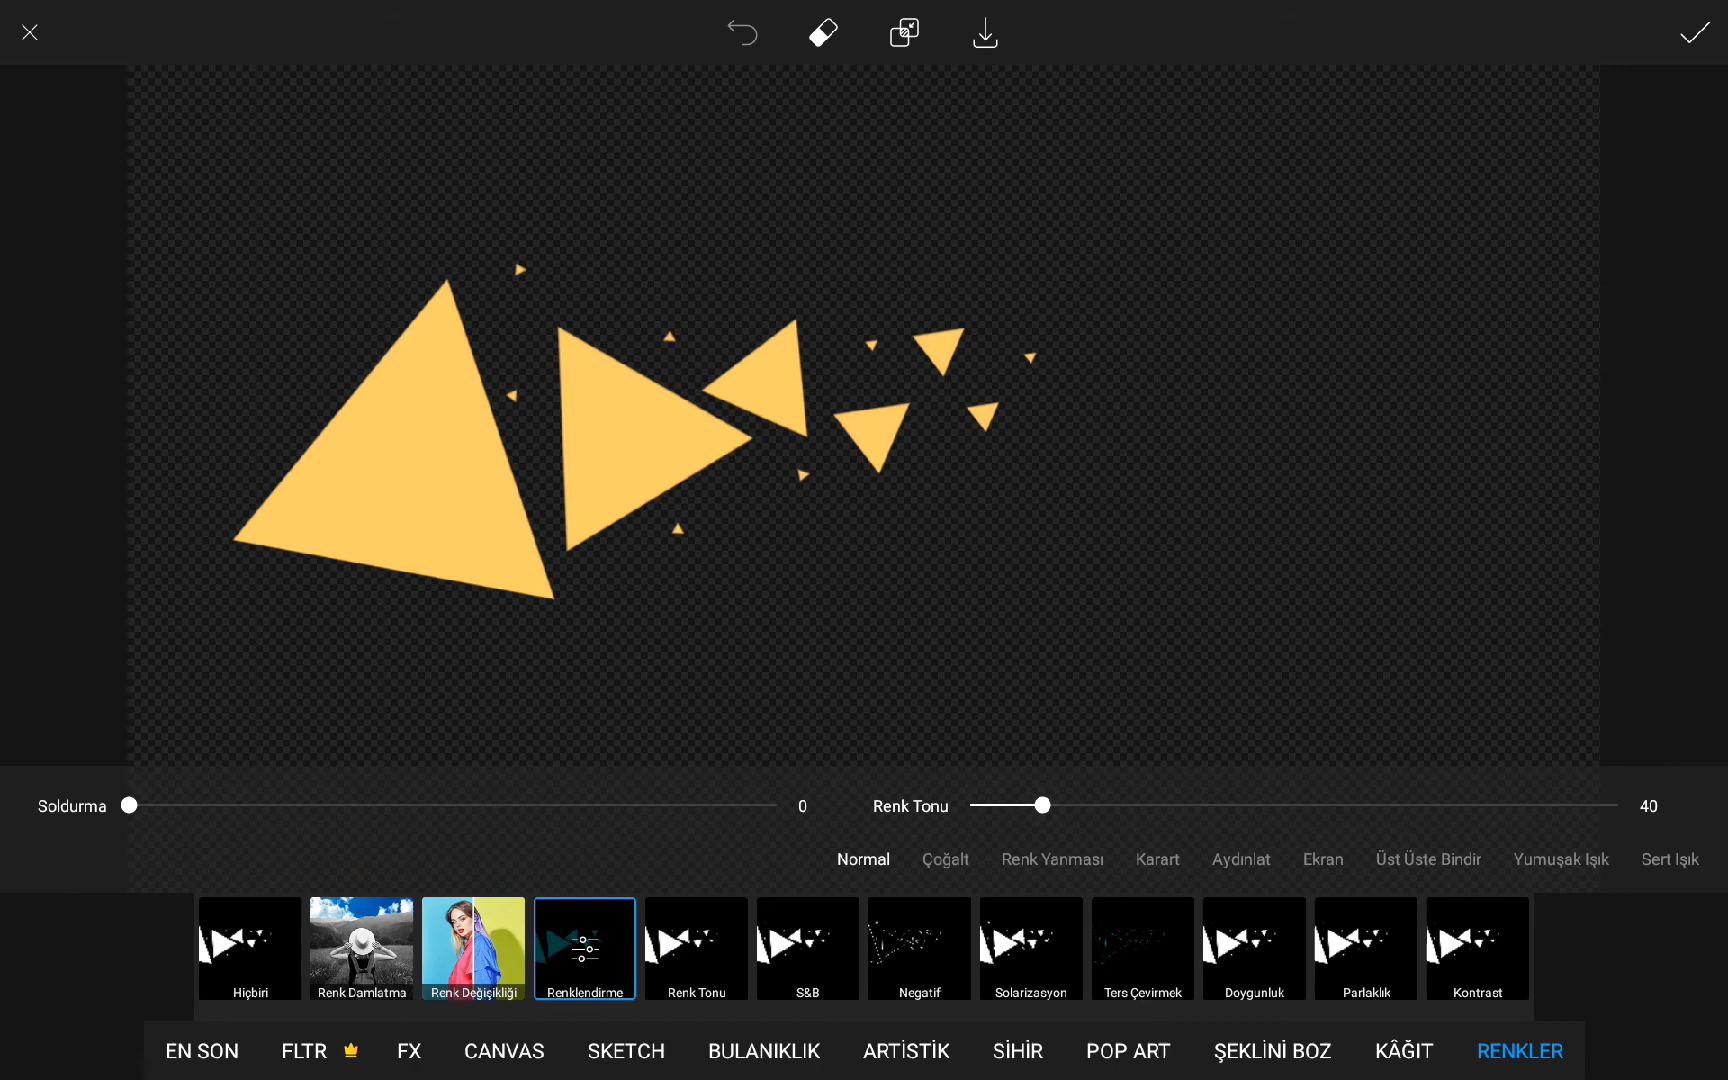 Soldurma 0 Renk Tonu 40
Normal Çoğalt Renk Yanması Karart Aydınlat Ekran Üst Üste Bindir Yumuşak Işık Sert Işık
Hiçbiri Renk Damlatma Renk Değişikliği Renklendirme Renk Tonu S&B Negatif Solarizasyon Ters Çevirmek Doygunluk Parlaklık Kontrast
EN SON FLTR FX CANVAS SKETCH BULANIKLIK ARTİSTİK SİHİR POP ART ŞEKLİNİ BOZ KÂĞIT RENKLER